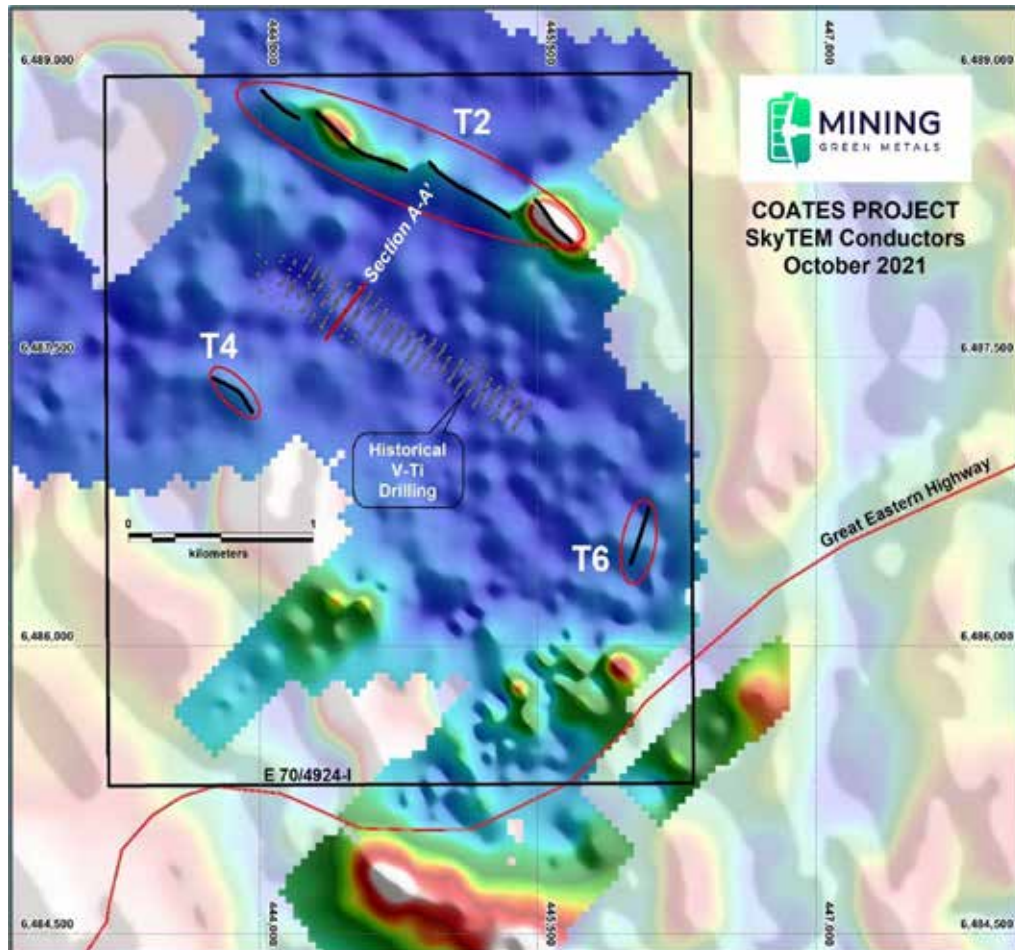 444,000
445,500
447,000
6,489,000
6,489,000
T2
MINING
GREEN METALS
COATES PROJECT
SkyTEM Conductors
October 2021
Section A-A'
6,487,500
6,487,500
T4
Historical
V-Ti
Drilling
0
1
kilometers
Great Eastern Highway
T6
6,486,000
6,486,000
E 70/4924-I
6,484,500
6,484,500
444,000
445,500
447,000